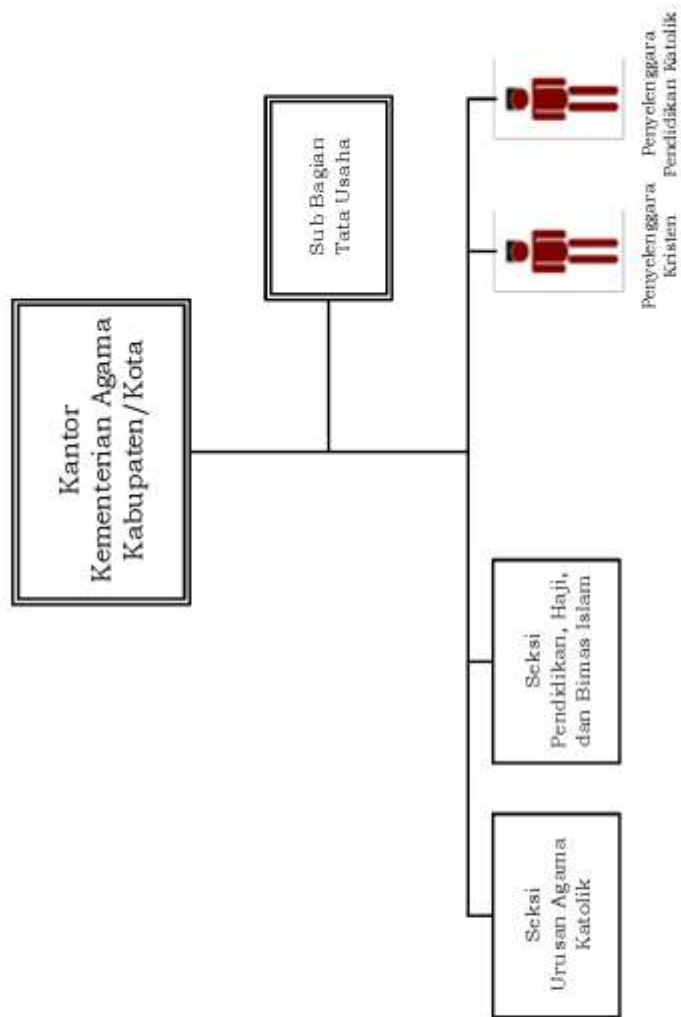 Kantor
Kementerian Agama
Kabupaten/Kota
Sub Bagian
Tata Usaha
Seksi
Urusan Agama
Katolik
Seksi
Pendidikan, Haji,
dan Bimas Islam
Penyelenggara
Kristen
Penyelenggara
Pendidikan Katolik